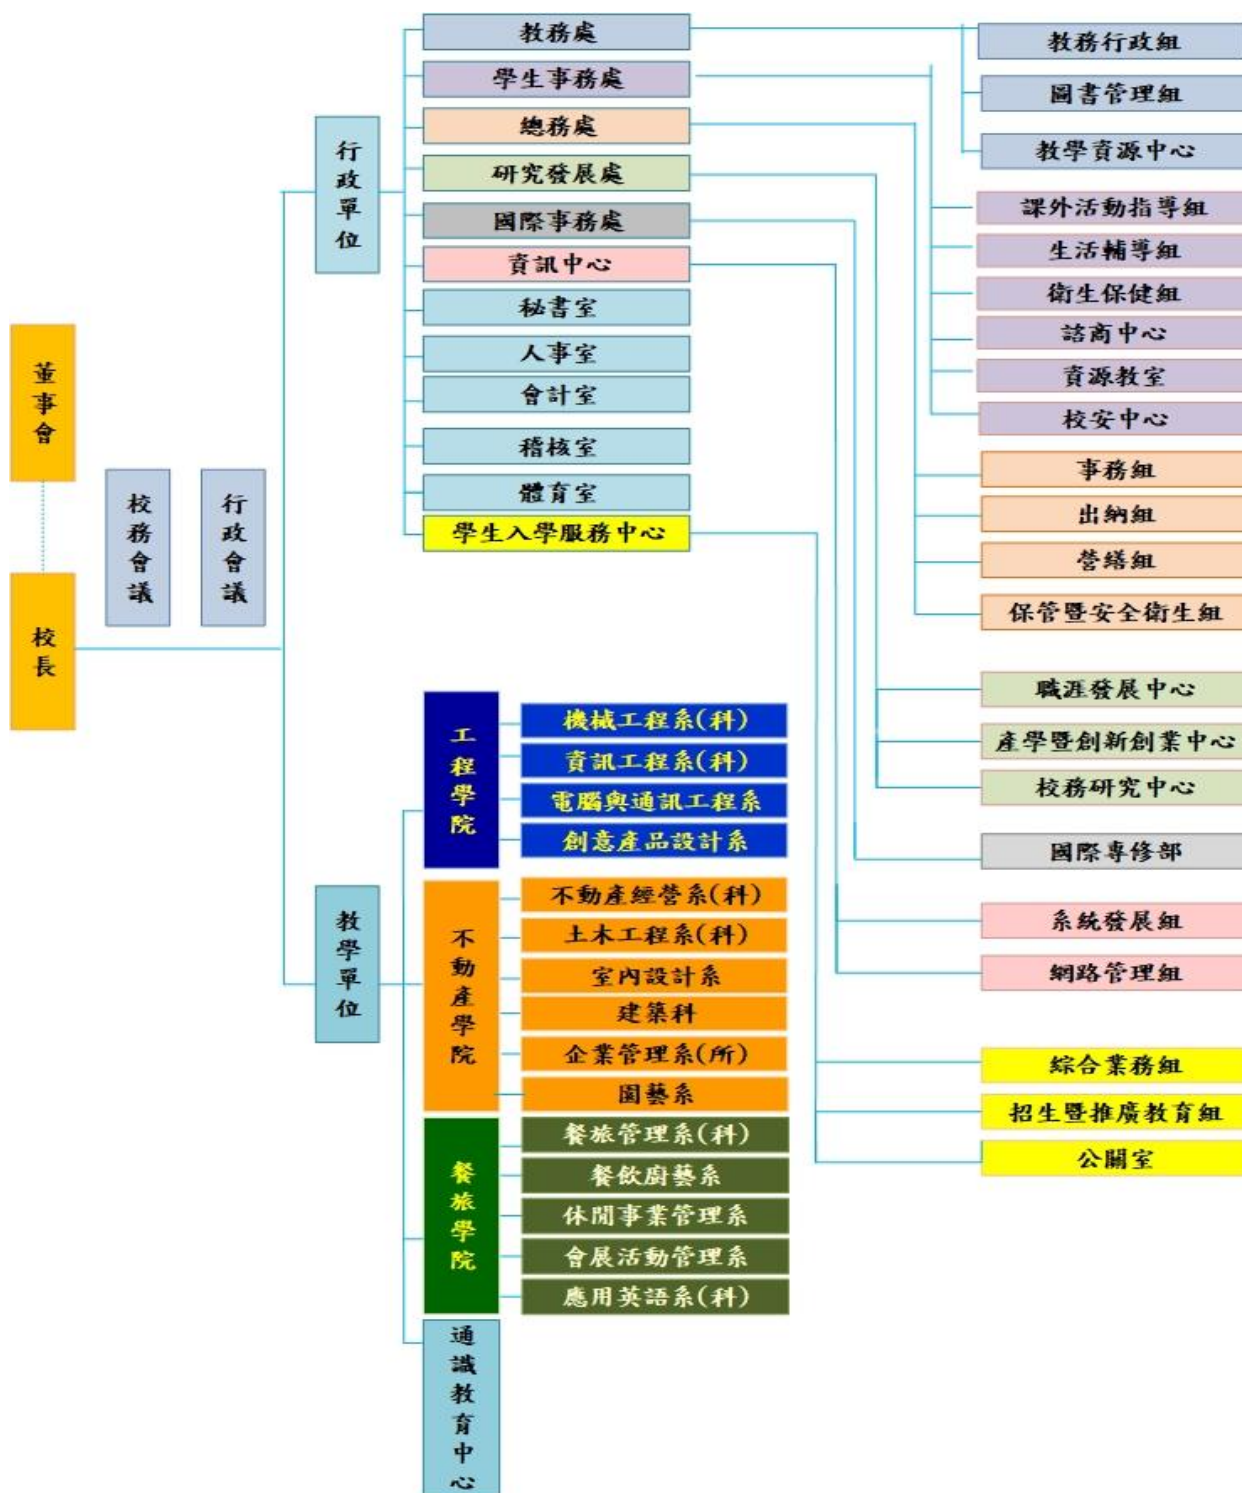 董事會
校長
校務會議
行政會議
行政單位
教務處
學生事務處
總務處
研究發展處
國際事務處
資訊中心
秘書室
人事室
會計室
稽核室
體育室
學生入學服務中心
教務行政組
圖書管理組
教學資源中心
課外活動指導組
生活輔導組
衛生保健組
諮商中心
資源教室
校安中心
事務組
出納組
營繕組
保管暨安全衛生組
職涯發展中心
產學暨創新創業中心
校務研究中心
國際專修部
系統發展組
網路管理組
綜合業務組
招生暨推廣教育組
公關室
教學單位
工程學院
機械工程系(科)
資訊工程系(科)
電腦與通訊工程系
創意產品設計系
不動產學院
不動產經營系(科)
土木工程系(科)
室內設計系
建築科
企業管理系(所)
園藝系
餐旅學院
餐旅管理系(科)
餐飲廚藝系
休閒事業管理系
會展活動管理系
應用英語系(科)
通識教育中心